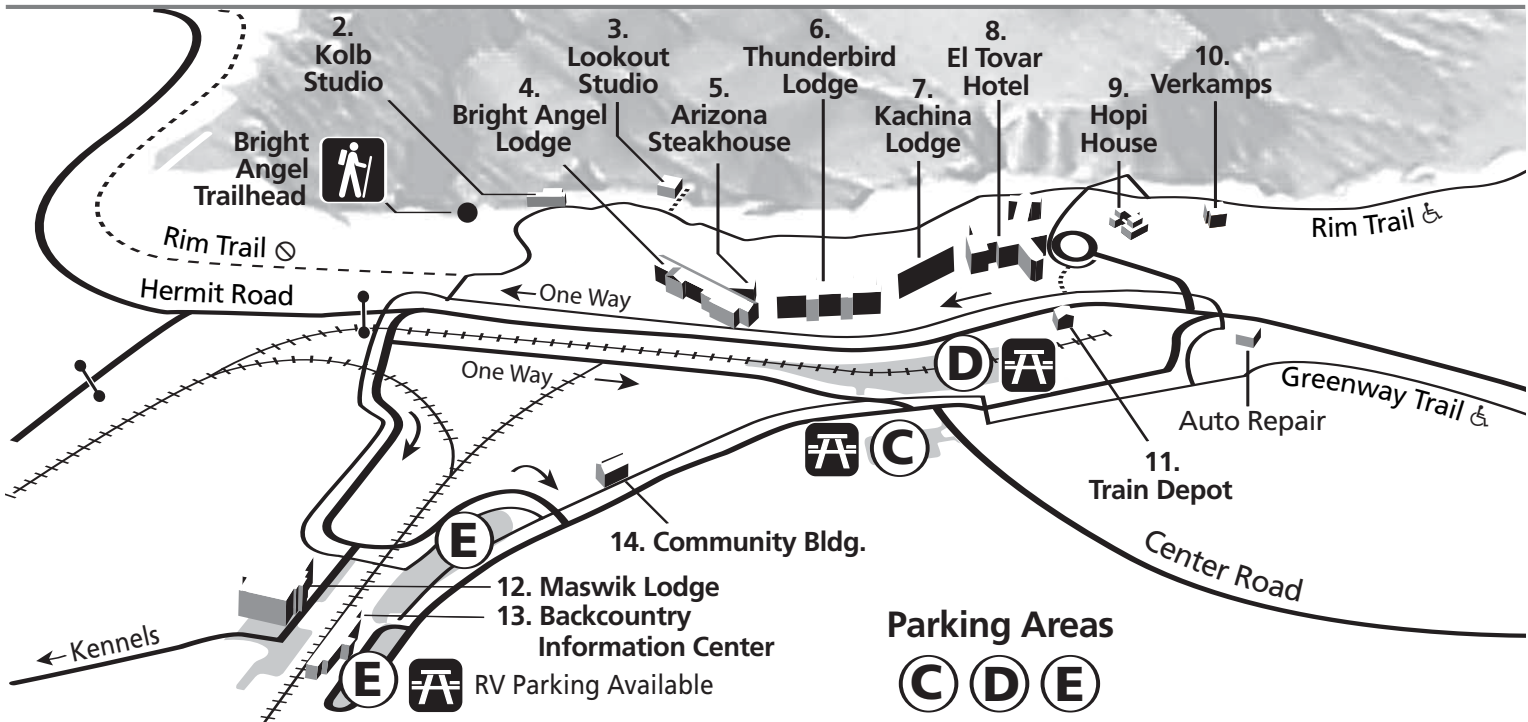 2.
Kolb
Studio
3.
Lookout
Studio
4.
Bright Angel
Lodge
5.
Arizona
Steakhouse
6.
Thunderbird
Lodge
7.
Kachina
Lodge
8.
El Tovar
Hotel
9.
Hopi
House
10.
Verkamps
Bright
Angel
Trailhead
Rim Trail
Rim Trail
Hermit Road
One Way
One Way
D
Greenway Trail
Auto Repair
C
11.
Train Depot
E
14. Community Bldg.
Center Road
12. Maswik Lodge
13. Backcountry
Information Center
Kennels
E
RV Parking Available
Parking Areas
C D E